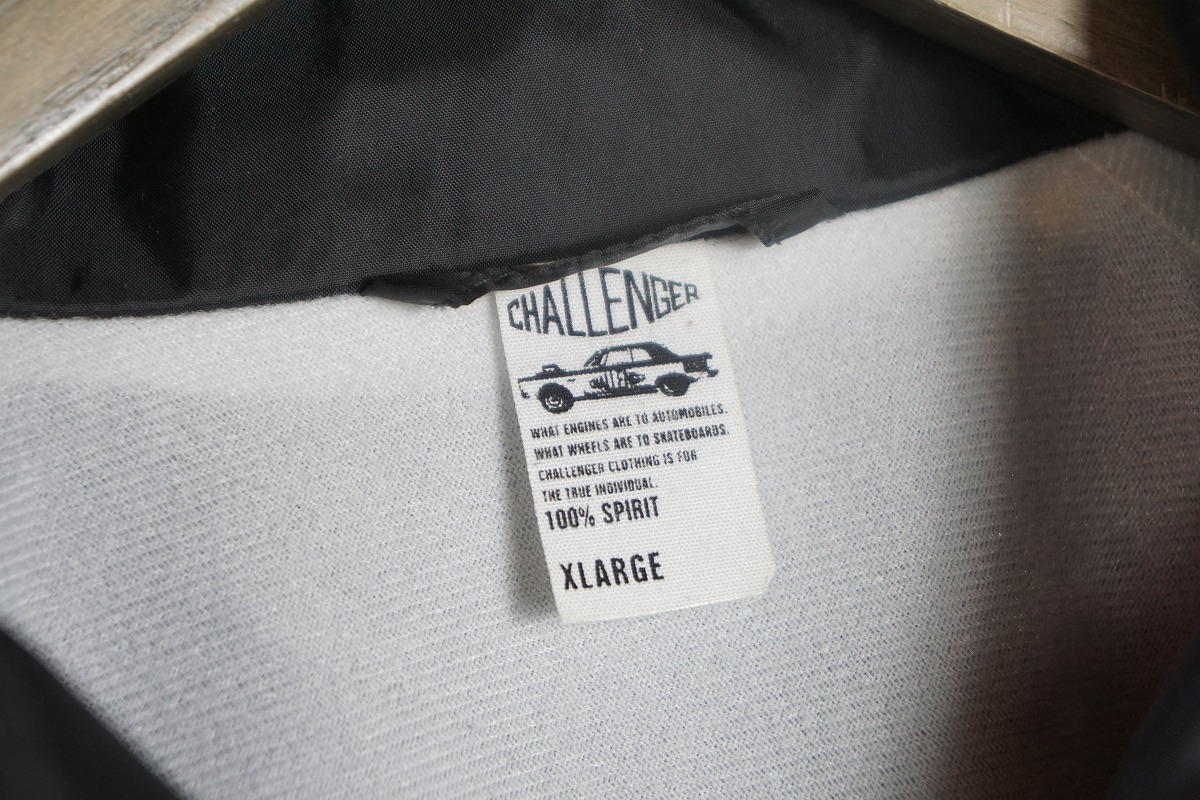 CHALLENGER
WHAT ENGINES ARE TO AUTOMOBILES.
WHAT WHEELS ARE TO SKATEBOARDS.
CHALLENGER CLOTHING IS FOR
THE TRUE INDIVIDUAL.
100% SPIRIT
XLARGE